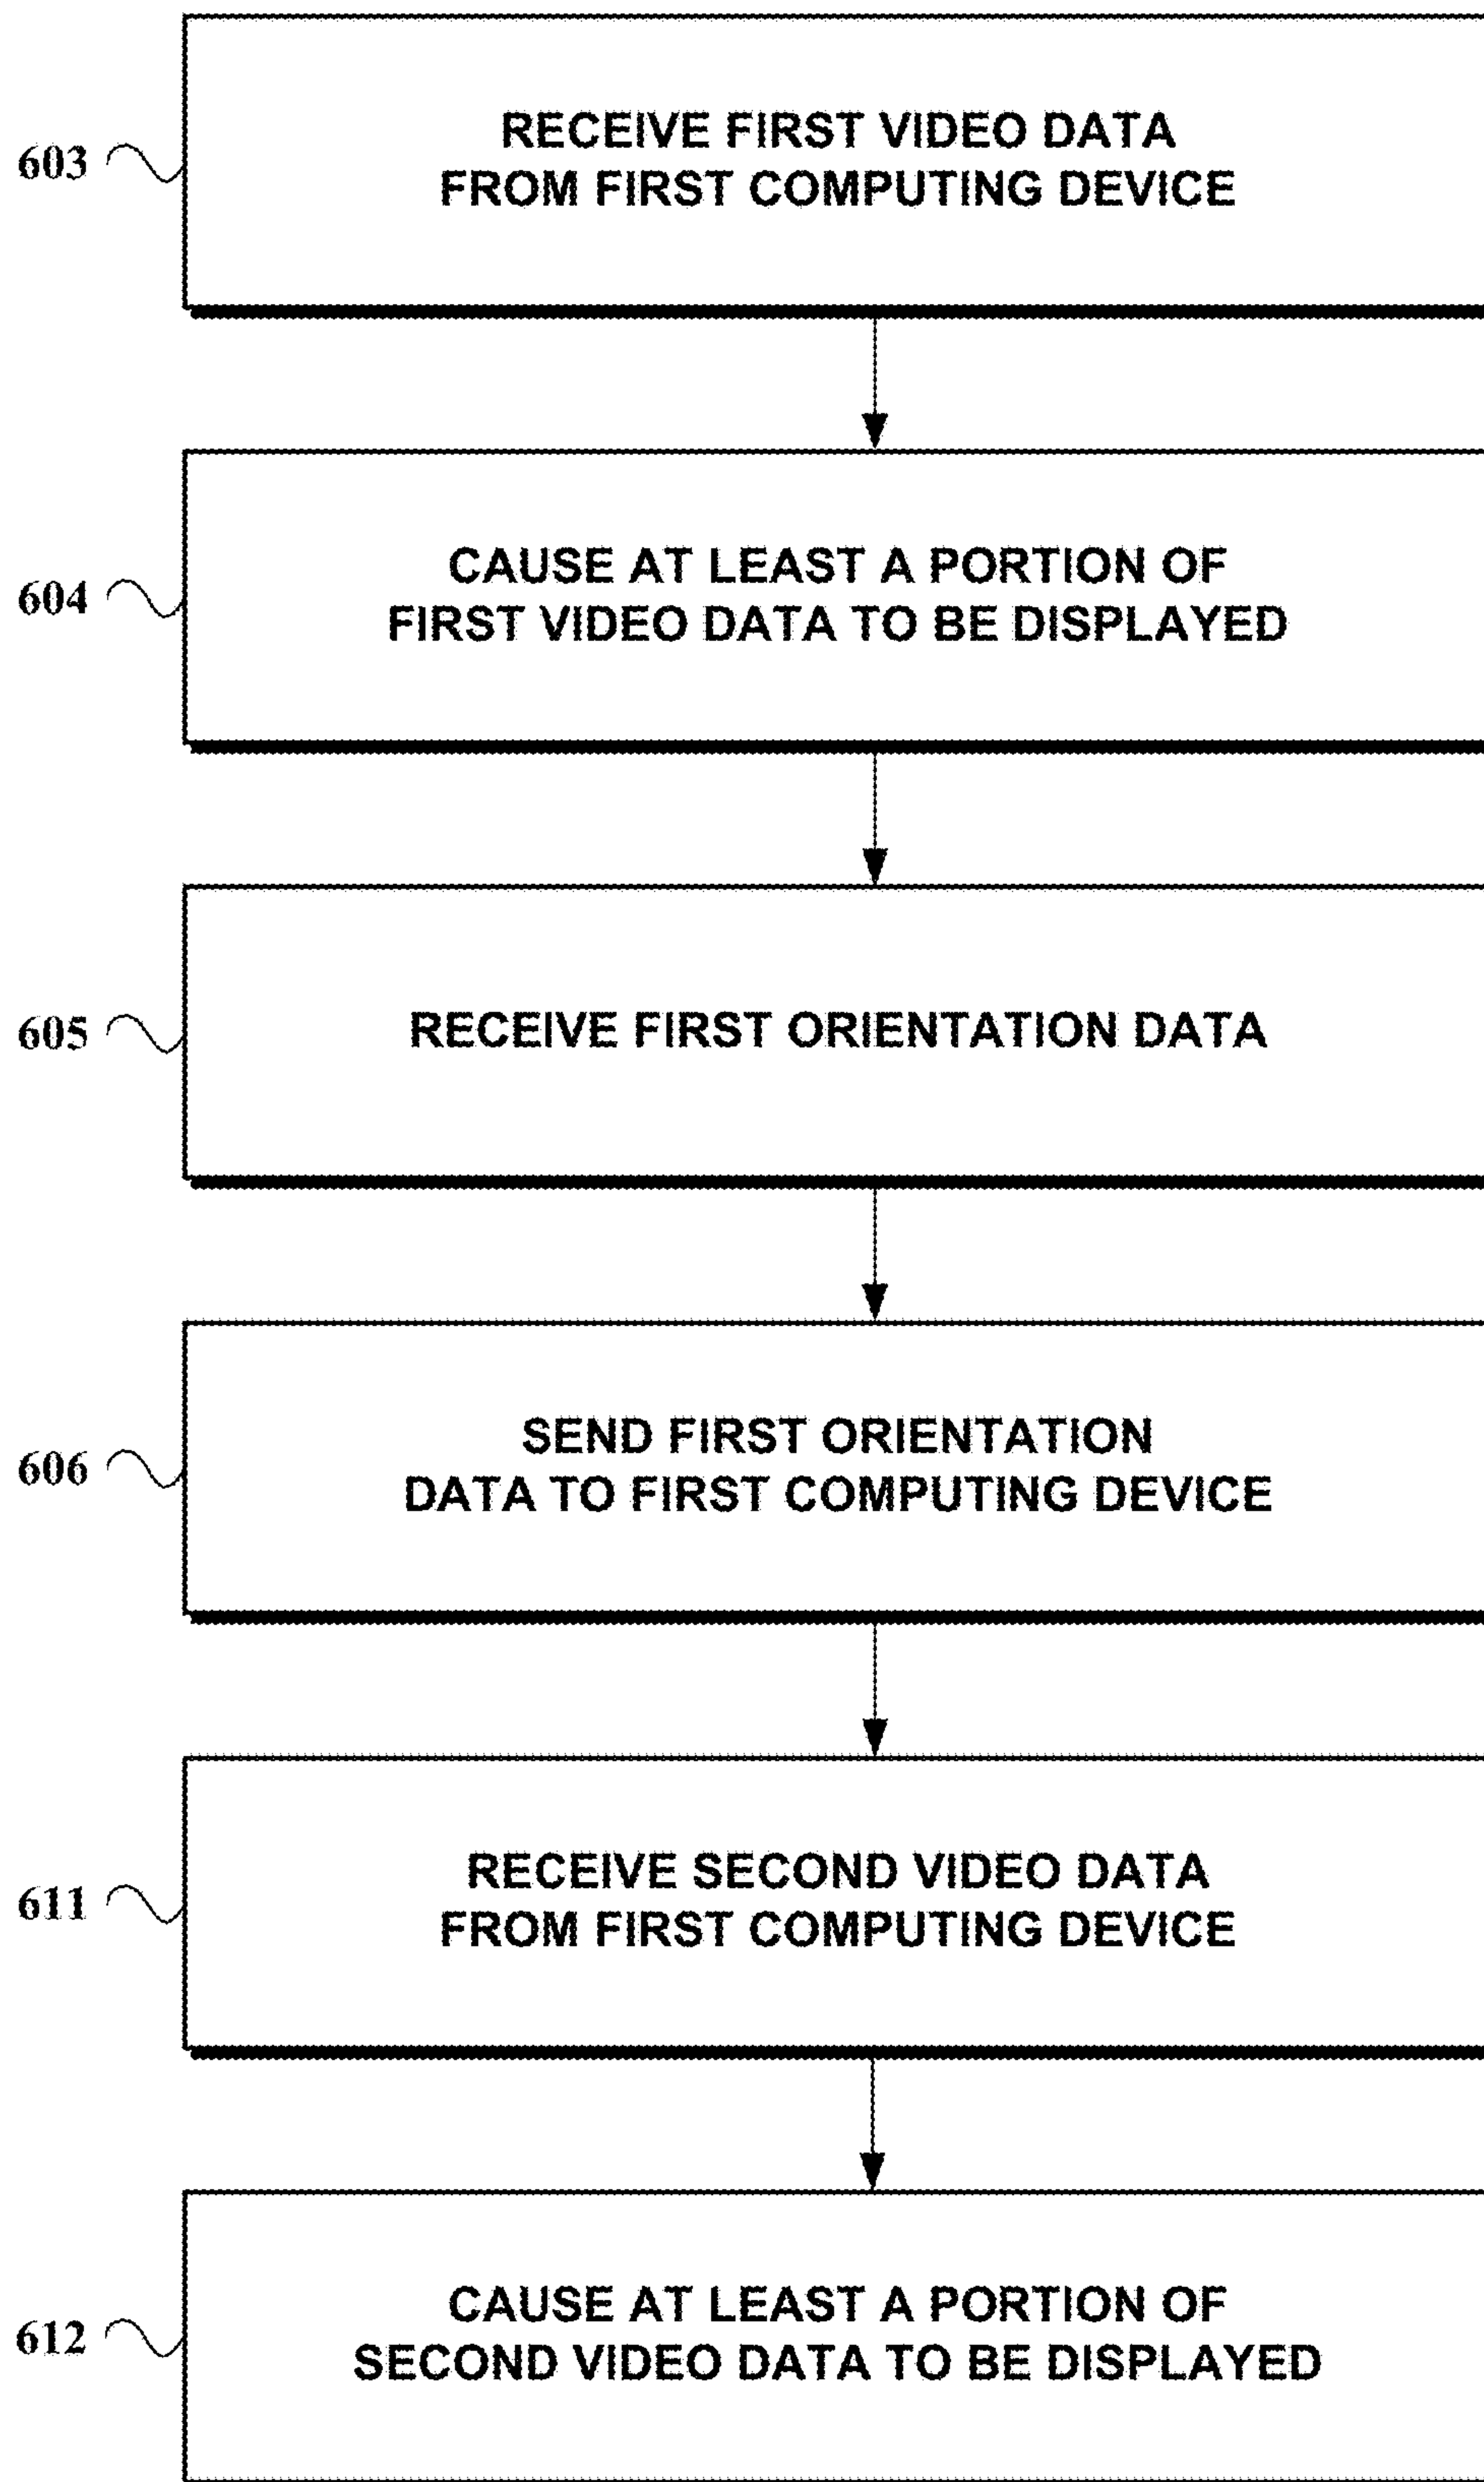 603
RECEIVE FIRST VIDEO DATA
FROM FIRST COMPUTING DEVICE
604
CAUSE AT LEAST A PORTION OF
FIRST VIDEO DATA TO BE DISPLAYED
605
RECEIVE FIRST ORIENTATION DATA
606
SEND FIRST ORIENTATION
DATA TO FIRST COMPUTING DEVICE
611
RECEIVE SECOND VIDEO DATA
FROM FIRST COMPUTING DEVICE
612
CAUSE AT LEAST A PORTION OF
SECOND VIDEO DATA TO BE DISPLAYED